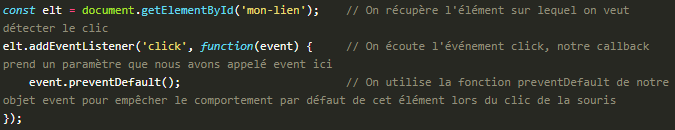 const elt = document.getElementById('mon-lien');    // On récupère l'élément sur lequel on veut
détecter le clic
elt.addEventListener('click', function(event) {     // On écoute l'événement click, notre callback
prend un paramètre que nous avons appelé event ici
    event.preventDefault();                         // On utilise la fonction preventDefault de notre
objet event pour empêcher le comportement par défaut de cet élément lors du clic de la souris
});